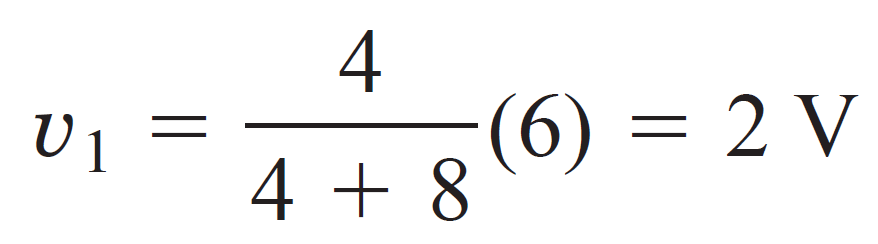 v₁ = 4/(4 + 8) (6) = 2 V